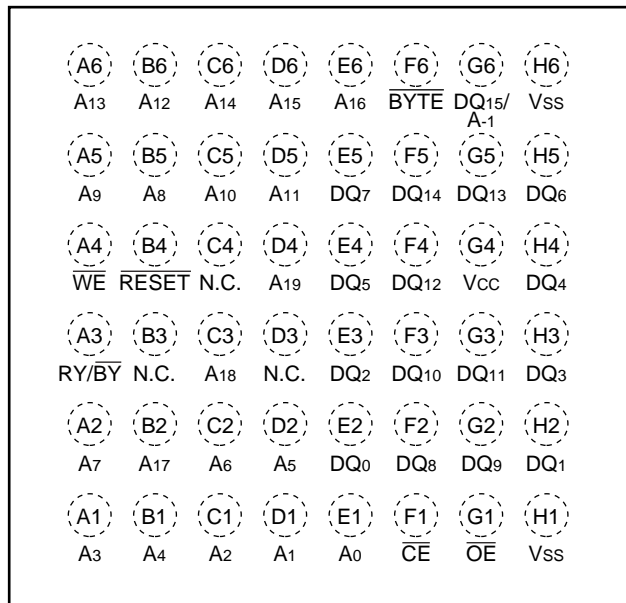 A6 B6 C6 D6 E6 F6 G6 H6
A13 A12 A14 A15 A16 BYTE DQ15/ VSS
A-1
A5 B5 C5 D5 E5 F5 G5 H5
A9 A8 A10 A11 DQ7 DQ14 DQ13 DQ6
A4 B4 C4 D4 E4 F4 G4 H4
WE RESET N.C. A19 DQ5 DQ12 VCC DQ4
A3 B3 C3 D3 E3 F3 G3 H3
RY/BY N.C. A18 N.C. DQ2 DQ10 DQ11 DQ3
A2 B2 C2 D2 E2 F2 G2 H2
A7 A17 A6 A5 DQ0 DQ8 DQ9 DQ1
A1 B1 C1 D1 E1 F1 G1 H1
A3 A4 A2 A1 A0 CE OE VSS